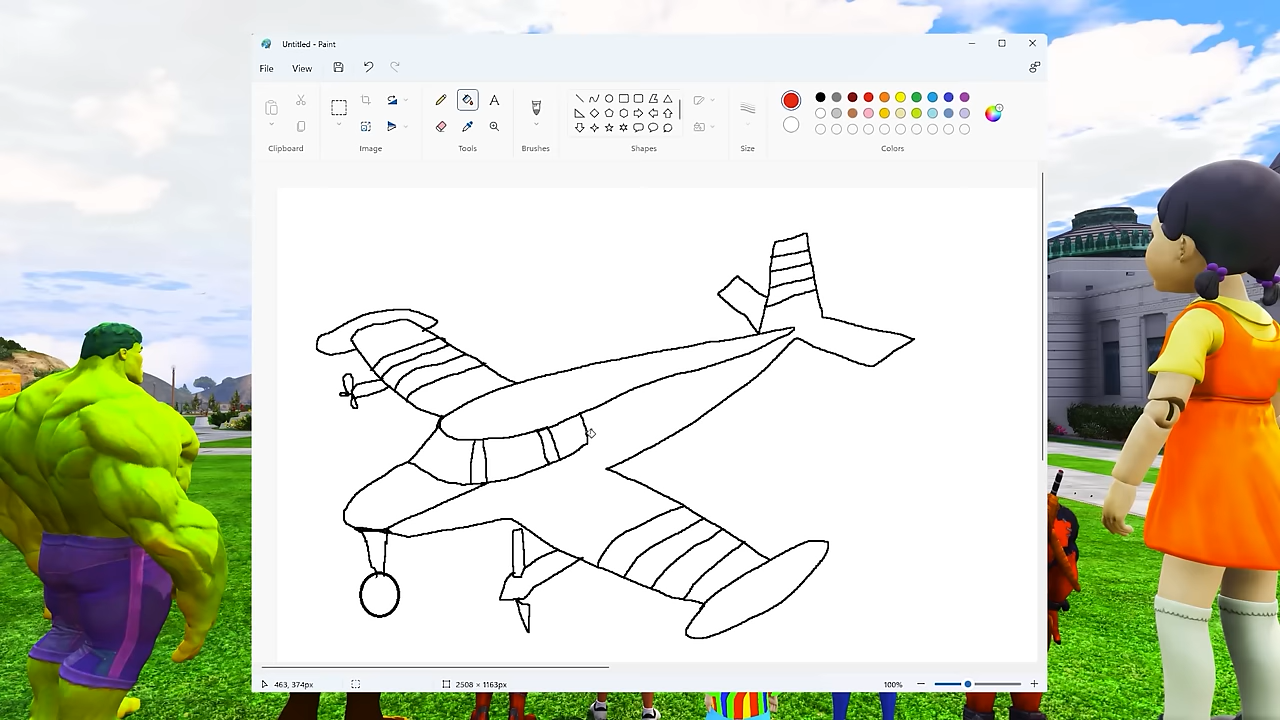 Untitled - Paint
File View
Clipboard Image Tools Brushes Shapes Size Colors
463, 374px 2508 × 1163px 100%